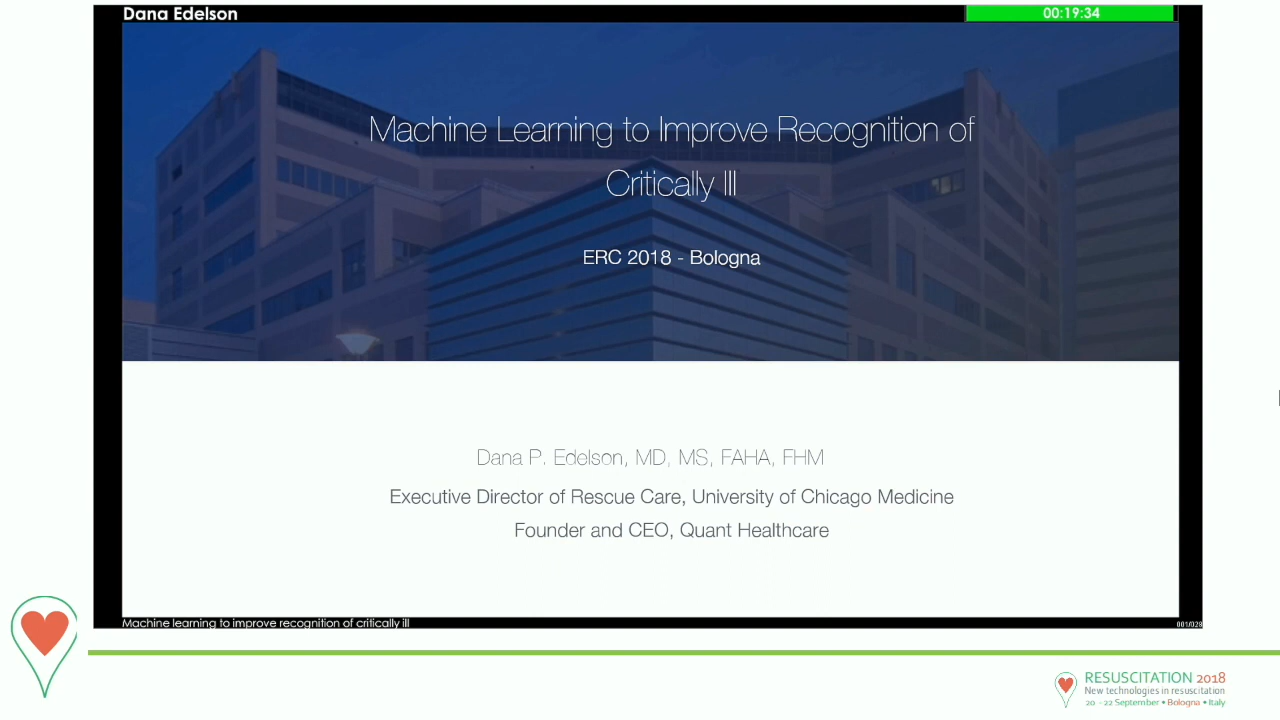 Dana Edelson
00:19:34
Machine Learning to Improve Recognition of
Critically Ill
ERC 2018 - Bologna
Dana P. Edelson, MD, MS, FAHA, FHM
Executive Director of Rescue Care, University of Chicago Medicine
Founder and CEO, Quant Healthcare
Machine learning to improve recognition of critically ill
001/028
RESUSCITATION 2018
New technologies in resuscitation
20 - 22 September • Bologna • Italy